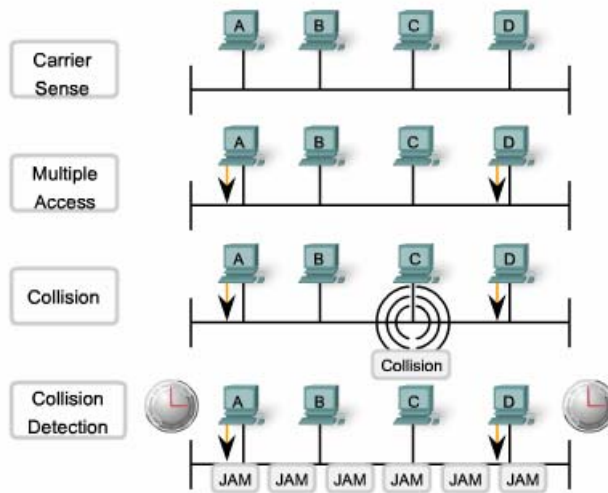 A B C D
Carrier
Sense
A B C D
Multiple
Access
A B C D
Collision
Collision
A B C D
Collision
Detection
JAM JAM JAM JAM JAM JAM